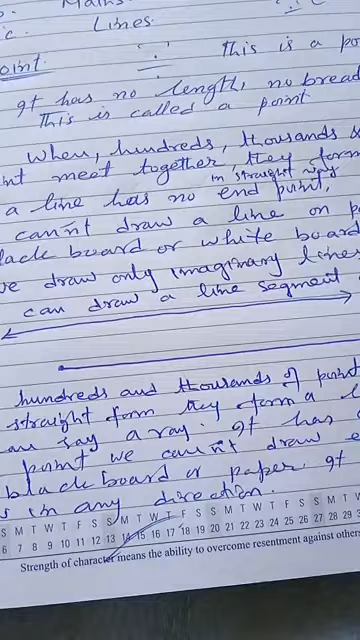 Maths
Lines
oint. this is a po
It has no length, no bread
This is called a point
When, hundreds, thousands &
nt meet together, they form
in straight way
a line has no end point,
can't draw a line on p
lack board or white board
ve draw only imaginary lines
can draw a line segment
hundreds and thousands of point
straight form they form a l
an say a ray. It has
point we can't draw e
black board or paper. It
s in any direction.
S M T W T F S S M T W T F S S M T W T F S S M T W
6 7 8 9 10 11 12 13 14 15 16 17 18 19 20 21 22 23 24 25 26 27 28 29 3
Strength of character means the ability to overcome resentment against others